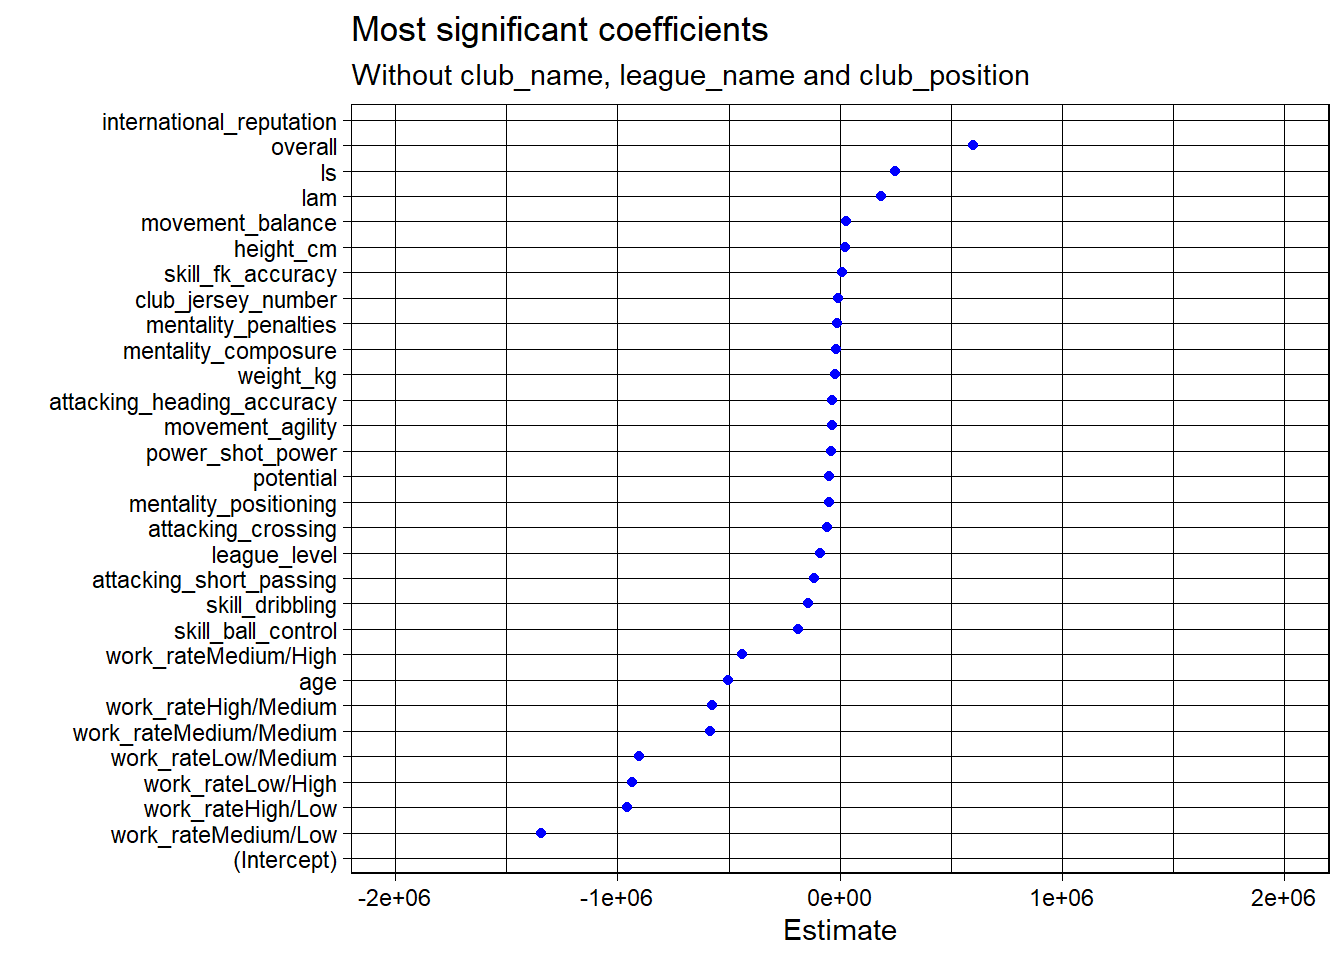 Most significant coefficients
Without club_name, league_name and club_position
international_reputation
overall
ls
lam
movement_balance
height_cm
skill_fk_accuracy
club_jersey_number
mentality_penalties
mentality_composure
weight_kg
attacking_heading_accuracy
movement_agility
power_shot_power
potential
mentality_positioning
attacking_crossing
league_level
attacking_short_passing
skill_dribbling
skill_ball_control
work_rateMedium/High
age
work_rateHigh/Medium
work_rateMedium/Medium
work_rateLow/Medium
work_rateLow/High
work_rateHigh/Low
work_rateMedium/Low
(Intercept)
-2e+06 -1e+06 0e+00 1e+06 2e+06
Estimate